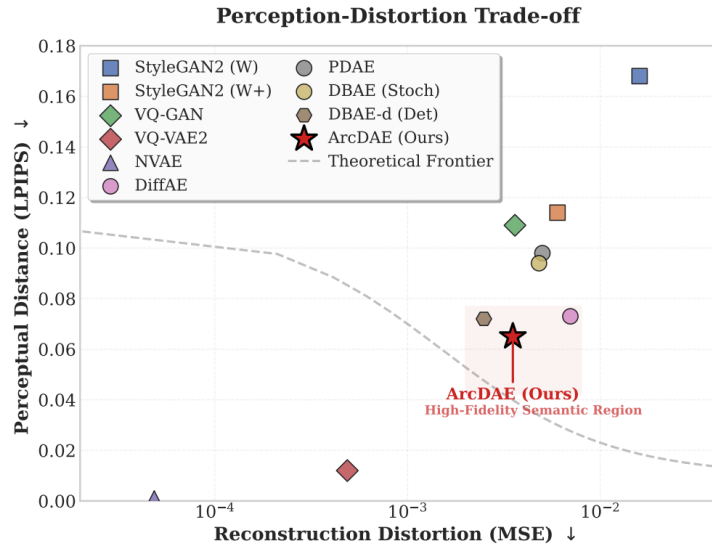 Perception-Distortion Trade-off
Perceptual Distance (LPIPS) ↓
0.18
0.16
0.14
0.12
0.10
0.08
0.06
0.04
0.02
0.00
StyleGAN2 (W)
StyleGAN2 (W+)
VQ-GAN
VQ-VAE2
NVAE
DiffAE
PDAE
DBAE (Stoch)
DBAE-d (Det)
ArcDAE (Ours)
Theoretical Frontier
ArcDAE (Ours)
High-Fidelity Semantic Region
10⁻⁴
10⁻³
10⁻²
Reconstruction Distortion (MSE) ↓